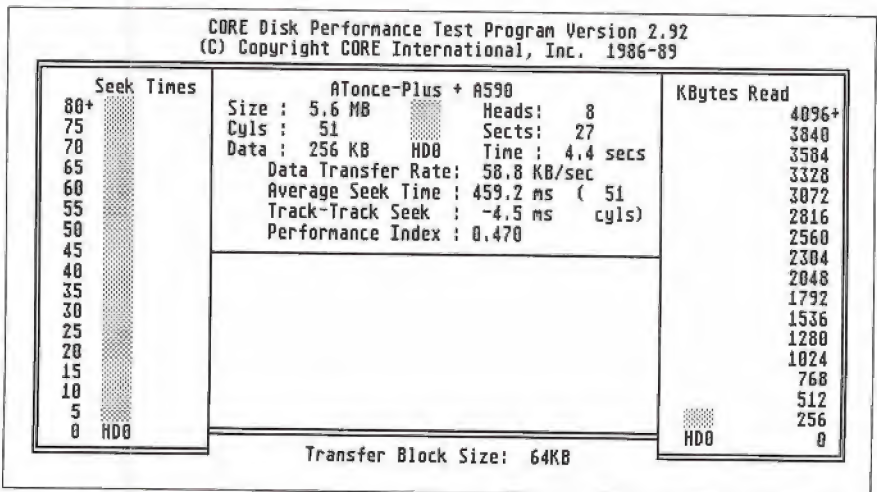 CORE Disk Performance Test Program Version 2.92
(C) Copyright CORE International, Inc. 1986-89
Seek Times
80+
75
70
65
60
55
50
45
40
35
30
25
20
15
10
5
0 HD0
ATonce-Plus + A590
Size : 5.6 MB Heads: 8
Cyls : 51 Sects: 27
Data : 256 KB HD0 Time : 4.4 secs
Data Transfer Rate: 58.8 KB/sec
Average Seek Time : 459.2 ms ( 51
Track-Track Seek : -4.5 ms cyls)
Performance Index : 0.470
KBytes Read
4096+
3840
3584
3328
3072
2816
2560
2304
2048
1792
1536
1280
1024
768
512
256
HD0 0
Transfer Block Size: 64KB